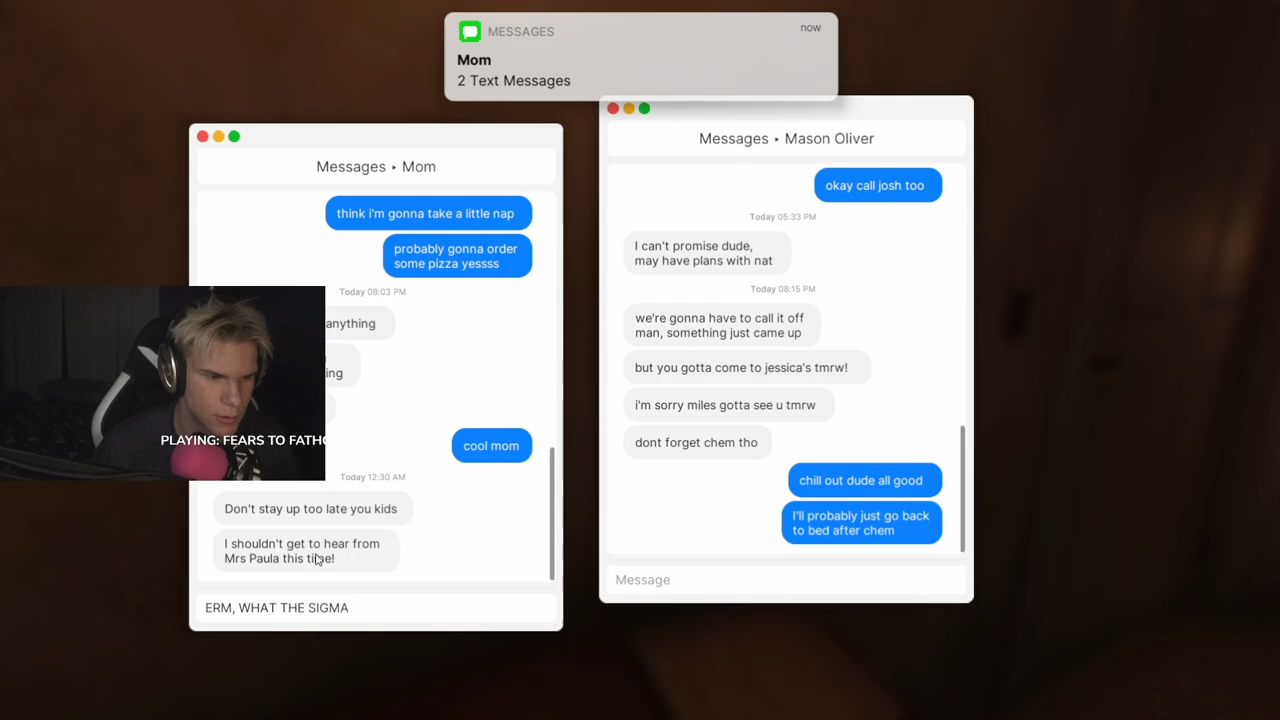 MESSAGES
now
Mom
2 Text Messages
Messages ‣ Mom
think i'm gonna take a little nap
probably gonna order
some pizza yessss
Today 08:03 PM
anything
ing
cool mom
Today 12:30 AM
Don't stay up too late you kids
I shouldn't get to hear from
Mrs Paula this time!
ERM, WHAT THE SIGMA
PLAYING: FEARS TO FATHO
Messages ‣ Mason Oliver
okay call josh too
Today 05:33 PM
I can't promise dude,
may have plans with nat
Today 08:15 PM
we're gonna have to call it off
man, something just came up
but you gotta come to jessica's tmrw!
i'm sorry miles gotta see u tmrw
dont forget chem tho
chill out dude all good
I'll probably just go back
to bed after chem
Message